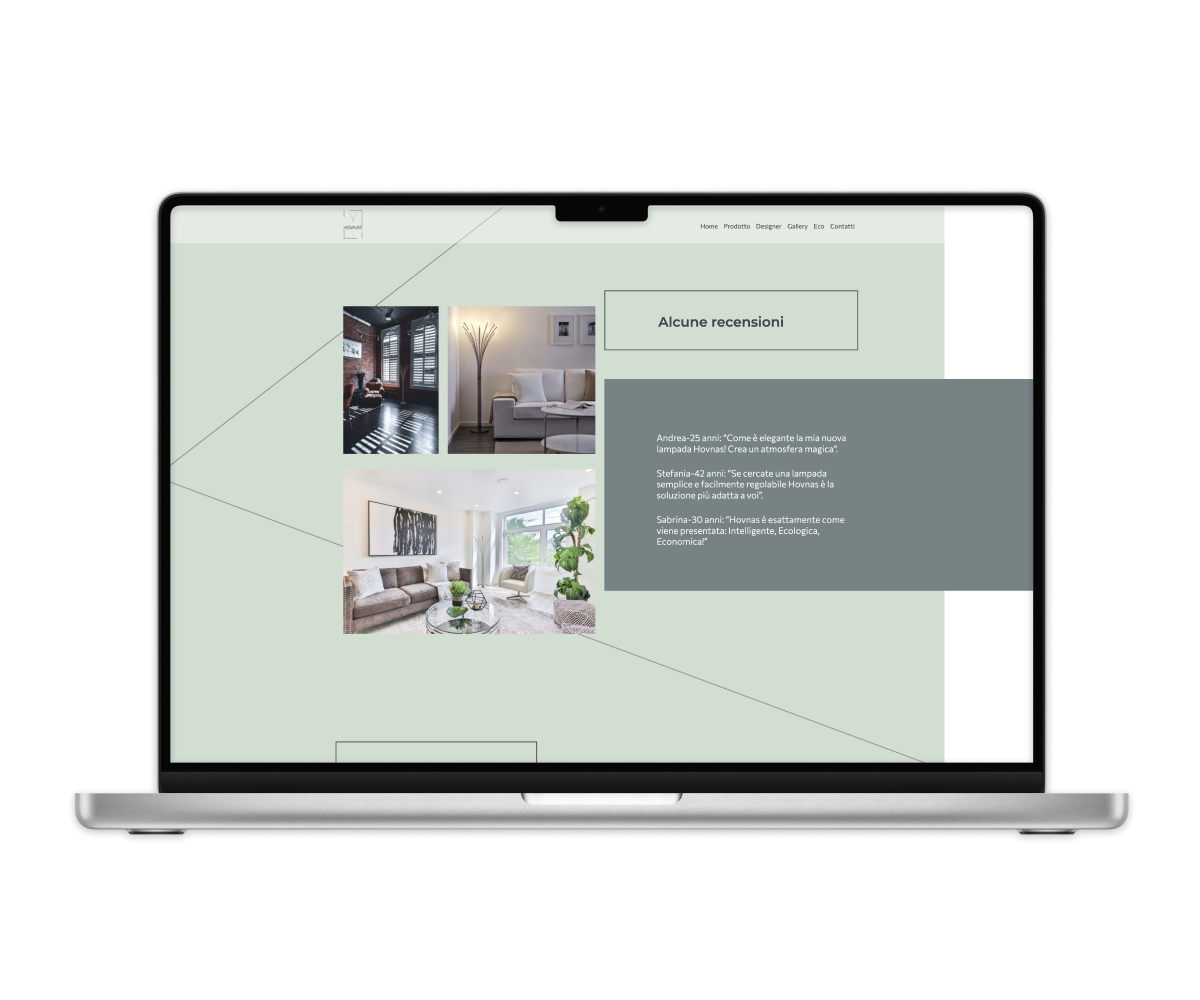 HOVNAS
Home Prodotto Designer Gallery Eco Contatti
Alcune recensioni
Andrea-25 anni: "Come è elegante la mia nuova
lampada Hovnas! Crea un atmosfera magica".
Stefania-42 anni: "Se cercate una lampada
semplice e facilmente regolabile Hovnas è la
soluzione più adatta a voi".
Sabrina-30 anni: "Hovnas è esattamente come
viene presentata: Intelligente, Ecologica,
Economica!"